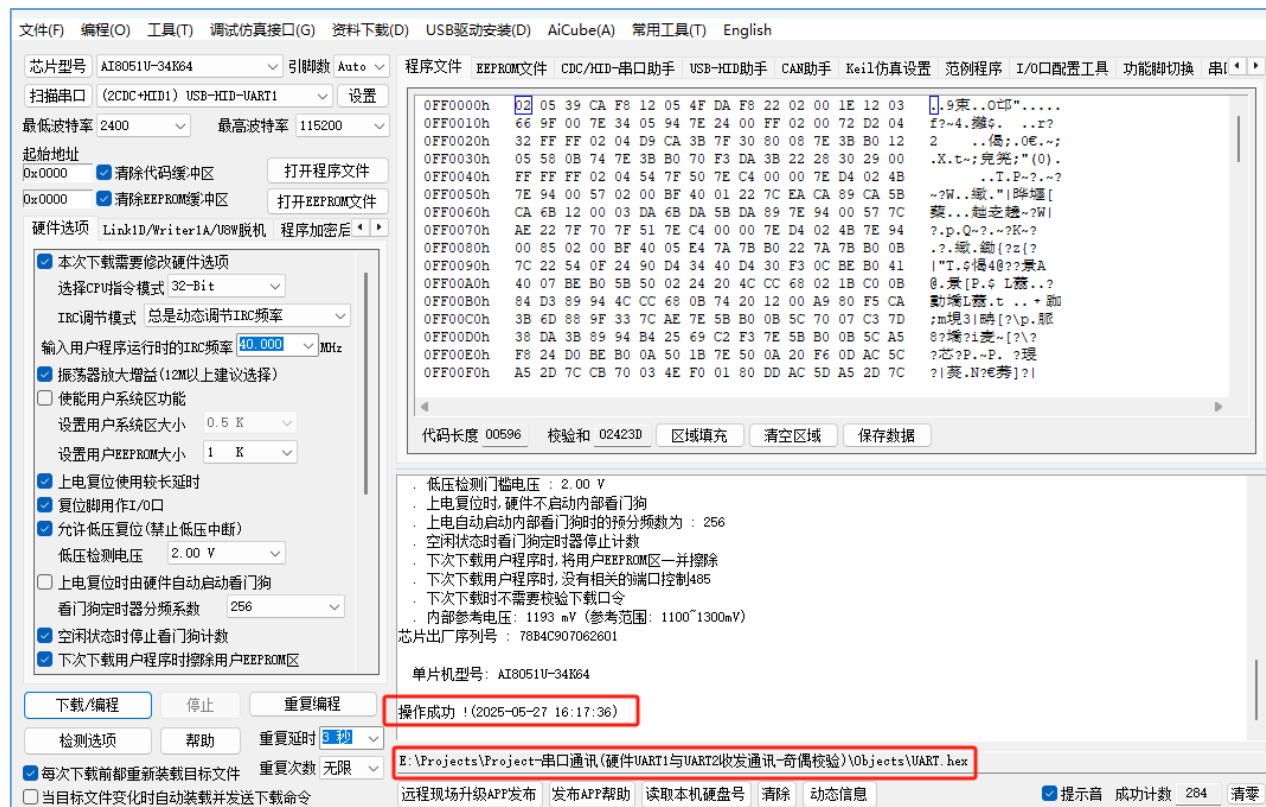 文件(F) 编程(O) 工具(T) 调试仿真接口(G) 资料下载(D) USB驱动安装(D) AiCube(A) 常用工具(T) English
芯片型号 AI8051U-34K64 引脚数 Auto
扫描串口 (2CDC+HID1) USB-HID-UART1 设置
最低波特率 2400 最高波特率 115200
起始地址
0x0000 清除代码缓冲区 打开程序文件
0x0000 清除EEPROM缓冲区 打开EEPROM文件
硬件选项 Link1D/Writer1A/U8W脱机 程序加密后
本次下载需要修改硬件选项
选择CPU指令模式 32-Bit
IRC调节模式 总是动态调节IRC频率
输入用户程序运行时的IRC频率 40.000 MHz
振荡器放大增益(12M以上建议选择)
使能用户系统区功能
设置用户系统区大小 0.5 K
设置用户EEPROM大小 1 K
上电复位使用较长延时
复位脚用作I/O口
允许低压复位(禁止低压中断)
低压检测电压 2.00 V
上电复位时由硬件自动启动看门狗
看门狗定时器分频系数 256
空闲状态时停止看门狗计数
下次下载用户程序时擦除用户EEPROM区
下载/编程 停止 重复编程
检测选项 帮助 重复延时 3 秒
每次下载前都重新装载目标文件 重复次数 无限
当目标文件变化时自动装载并发送下载命令
程序文件 EEPROM文件 CDC/HID-串口助手 USB-HID助手 CAN助手 Keil仿真设置 范例程序 I/O口配置工具 功能脚切换
0FF0000h 02 05 39 CA F8 12 05 4F DA F8 22 02 00 1E 12 03
0FF0010h 66 9F 00 7E 34 05 94 7E 24 00 FF 02 00 72 D2 04
0FF0020h 32 FF FF 02 04 D9 CA 3B 7F 30 80 08 7E 3B B0 12
0FF0030h 05 58 0B 74 7E 3B B0 70 F3 DA 3B 22 28 30 29 00
0FF0040h FF FF FF 02 04 54 7F 50 7E C4 00 00 7E D4 02 4B
0FF0050h 7E 94 00 57 02 00 BF 40 01 22 7C EA CA 89 CA 5B
0FF0060h CA 6B 12 00 03 DA 6B DA 5B DA 89 7E 94 00 57 7C
0FF0070h AE 22 7F 70 7F 51 7E C4 00 00 7E D4 02 4B 7E 94
0FF0080h 00 85 02 00 BF 40 05 E4 7A 7B B0 22 7A 7B B0 0B
0FF0090h 7C 22 54 0F 24 90 D4 34 40 D4 30 F3 0C BE B0 41
0FF00A0h 40 07 BE B0 5B 50 02 24 20 4C CC 68 02 1B C0 0B
0FF00B0h 84 D3 89 94 4C CC 68 0B 74 20 12 00 A9 80 F5 CA
0FF00C0h 3B 6D 88 9F 33 7C AE 7E 5B B0 0B 5C 70 07 C3 7D
0FF00D0h 38 DA 3B 89 94 B4 25 69 C2 F3 7E 5B B0 0B 5C A5
0FF00E0h F8 24 D0 BE B0 0A 50 1B 7E 50 0A 20 F6 0D AC 5C
0FF00F0h A5 2D 7C CB 70 03 4E F0 01 80 DD AC 5D A5 2D 7C
代码长度 00596 校验和 02423D 区域填充 清空区域 保存数据
. 低压检测门槛电压 : 2.00 V
. 上电复位时,硬件不启动内部看门狗
. 上电自动启动内部看门狗时的预分频数为 : 256
. 空闲状态时看门狗定时器停止计数
. 下次下载用户程序时,将用户EEPROM区一并擦除
. 下次下载用户程序时,没有相关的端口控制485
. 下次下载时不需要校验下载口令
. 内部参考电压: 1193 mV (参考范围: 1100~1300mV)
芯片出厂序列号 : 78B4C907062601
单片机型号: AI8051U-34K64
操作成功 !(2025-05-27 16:17:36)
E:\Projects\Project-串口通讯(硬件UART1与UART2收发通讯-奇偶校验)\Objects\UART.hex
远程现场升级APP发布 发布APP帮助 读取本机硬盘号 清除 动态信息 提示音 成功计数 284 清零